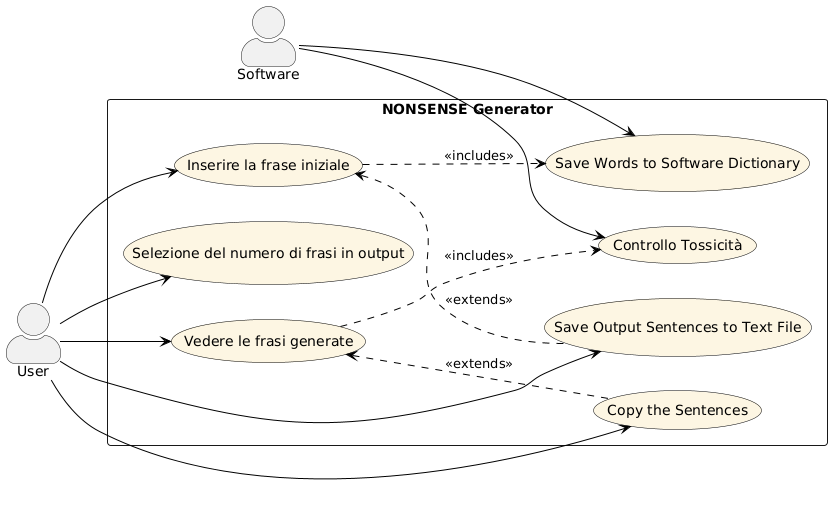 Software
NONSENSE Generator
«includes»
Inserire la frase iniziale
Save Words to Software Dictionary
Selezione del numero di frasi in output
Controllo Tossicità
«includes»
«extends»
Vedere le frasi generate
Save Output Sentences to Text File
User
«extends»
Copy the Sentences